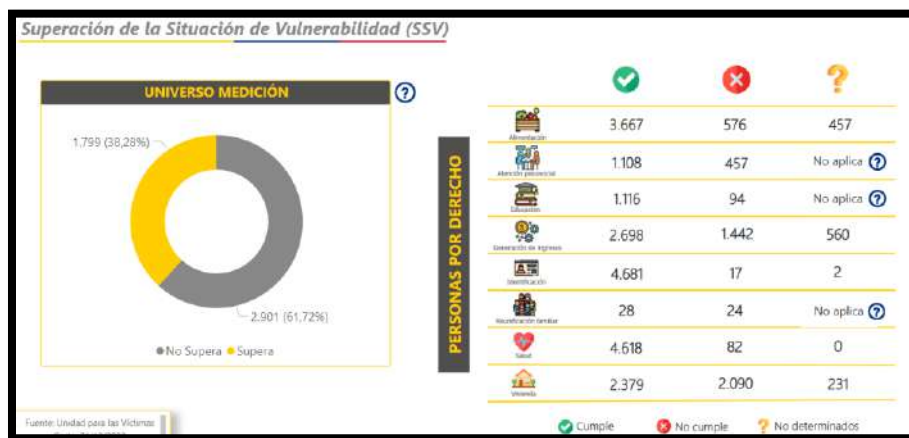 Superación de la Situación de Vulnerabilidad (SSV)
UNIVERSO MEDICIÓN
?
1.799 (38,28%)
2.901 (61,72%)
No Supera Supera
PERSONAS POR DERECHO
?
Alimentación 3.667 576 457
Atención psicosocial 1.108 457 No aplica ?
Educación 1.116 94 No aplica ?
Generación de Ingresos 2.698 1.442 560
Identificación 4.681 17 2
Reunificación familiar 28 24 No aplica ?
Salud 4.618 82 0
Vivienda 2.379 2.090 231
Cumple No cumple ? No determinados
Fuente: Unidad para las Víctimas